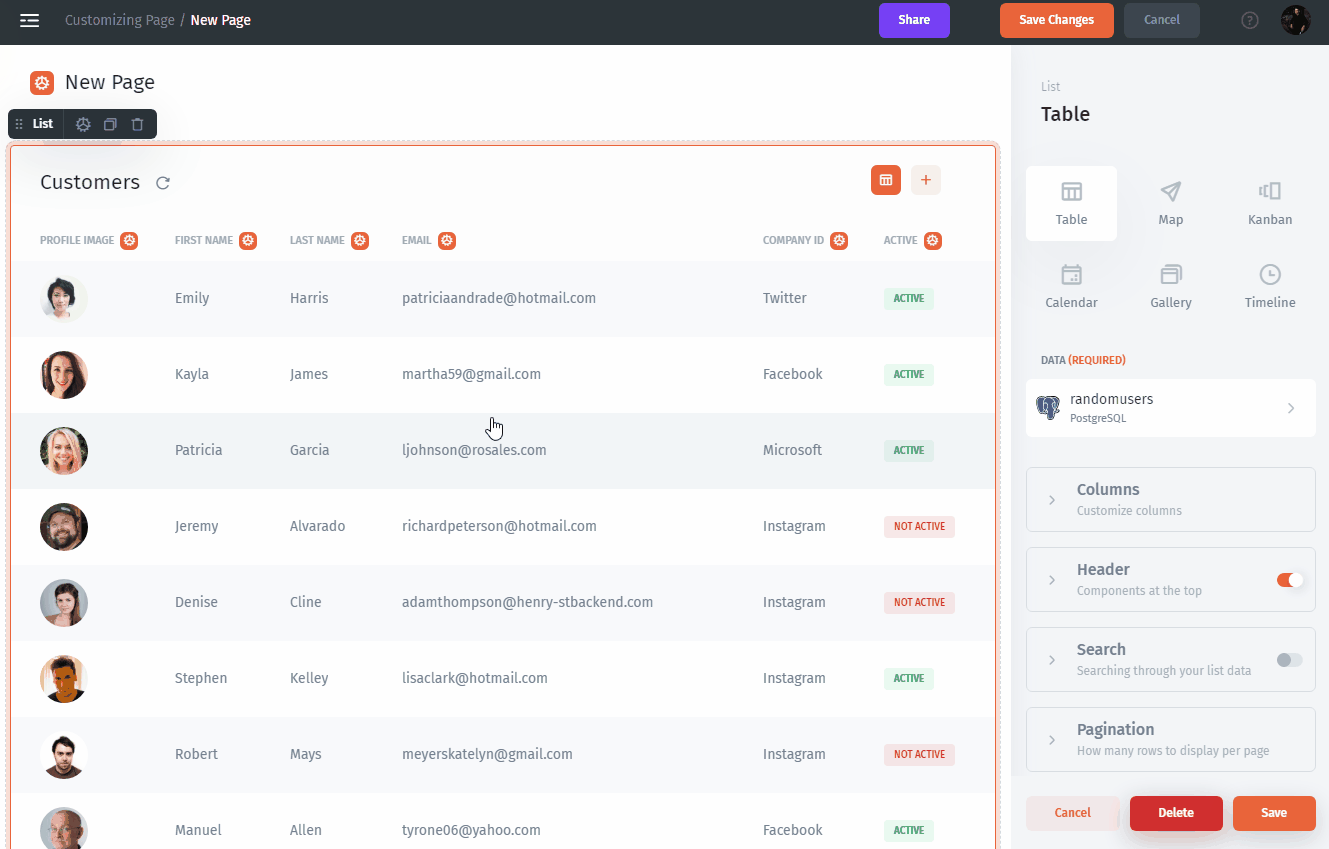 Customizing Page / New Page
Share
Save Changes
Cancel
?
New Page
List
Customers
+
PROFILE IMAGE FIRST NAME LAST NAME EMAIL COMPANY ID ACTIVE
Emily Harris patriciaandrade@hotmail.com Twitter ACTIVE
Kayla James martha59@gmail.com Facebook ACTIVE
Patricia Garcia ljohnson@rosales.com Microsoft ACTIVE
Jeremy Alvarado richardpeterson@hotmail.com Instagram NOT ACTIVE
Denise Cline adamthompson@henry-stbackend.com Instagram NOT ACTIVE
Stephen Kelley lisaclark@hotmail.com Instagram ACTIVE
Robert Mays meyerskatelyn@gmail.com Instagram NOT ACTIVE
Manuel Allen tyrone06@yahoo.com Facebook ACTIVE
List
Table
Table Map Kanban
Calendar Gallery Timeline
DATA (REQUIRED)
randomusers
PostgreSQL
Columns
Customize columns
Header
Components at the top
Search
Searching through your list data
Pagination
How many rows to display per page
Cancel Delete Save